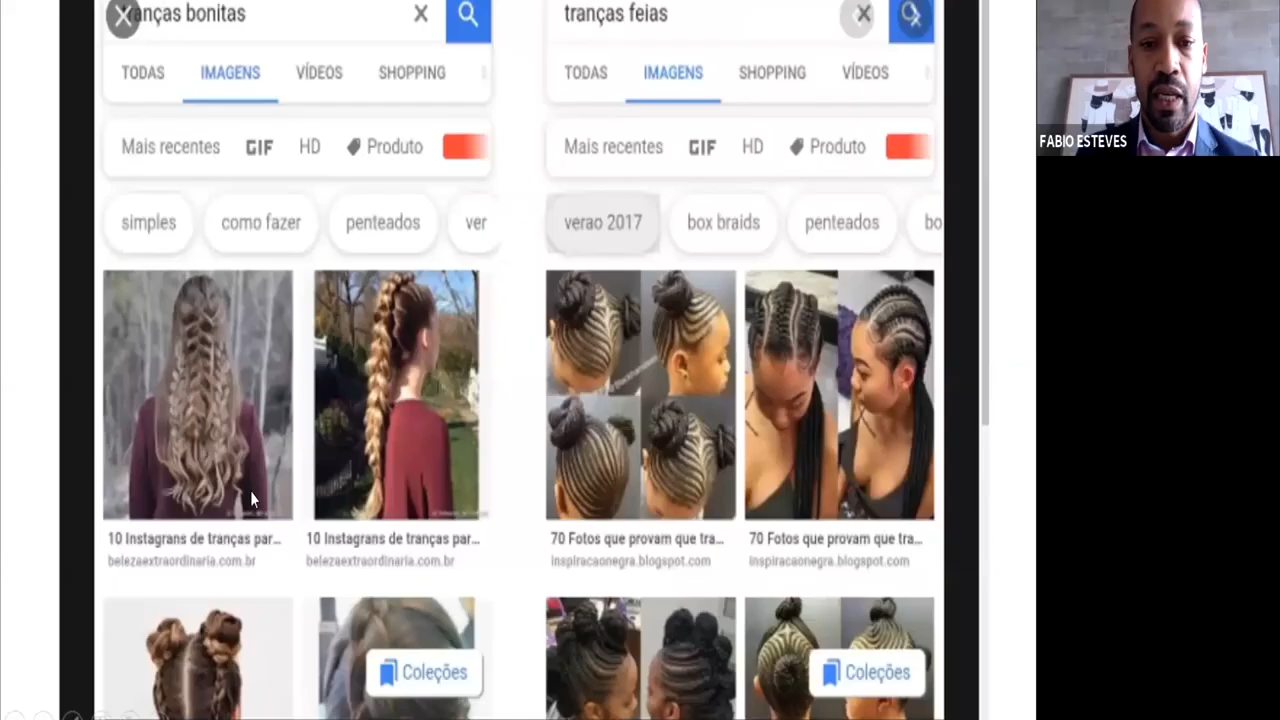 tranças bonitas
TODAS IMAGENS VÍDEOS SHOPPING
Mais recentes GIF HD Produto
simples como fazer penteados ver
10 Instagrans de tranças par... 10 Instagrans de tranças par...
belezaextraordinaria.com.br belezaextraordinaria.com.br
Coleções
tranças feias
TODAS IMAGENS SHOPPING VÍDEOS
Mais recentes GIF HD Produto
verao 2017 box braids penteados bo
70 Fotos que provam que tra... 70 Fotos que provam que tra...
inspiracaonegra.blogspot.com inspiracaonegra.blogspot.com
Coleções
FABIO ESTEVES